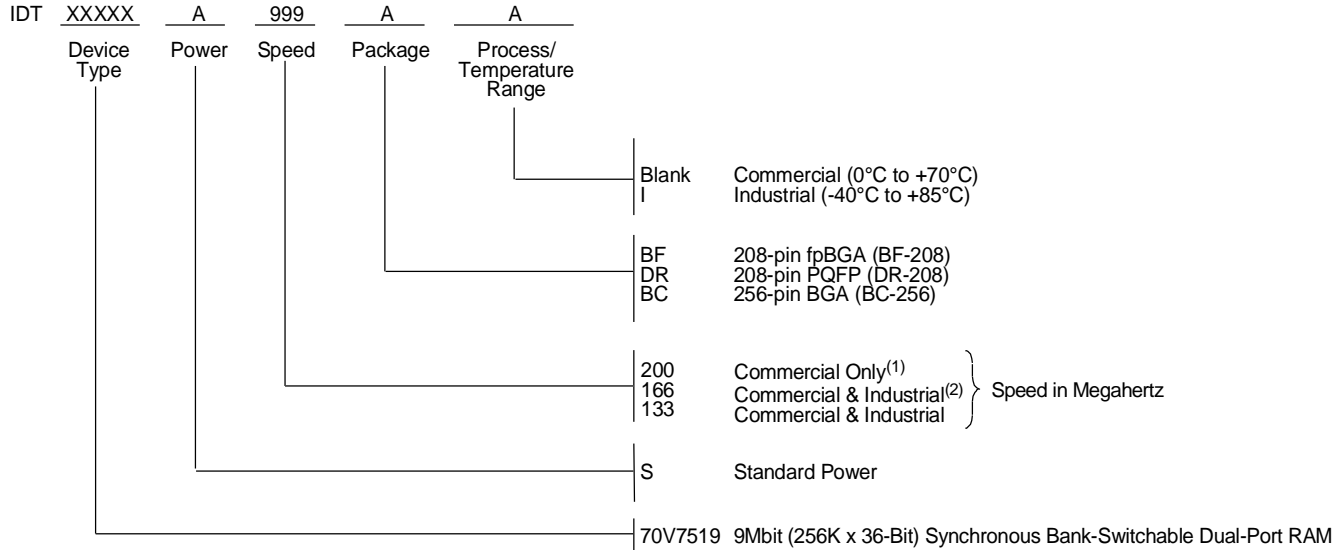 IDT XXXXX A 999 A A
Device Type Power Speed Package Process/ Temperature Range
Blank Commercial (0°C to +70°C)
I Industrial (-40°C to +85°C)
BF 208-pin fpBGA (BF-208)
DR 208-pin PQFP (DR-208)
BC 256-pin BGA (BC-256)
200 Commercial Only(1)
166 Commercial & Industrial(2)
133 Commercial & Industrial
Speed in Megahertz
S Standard Power
70V7519 9Mbit (256K x 36-Bit) Synchronous Bank-Switchable Dual-Port RAM